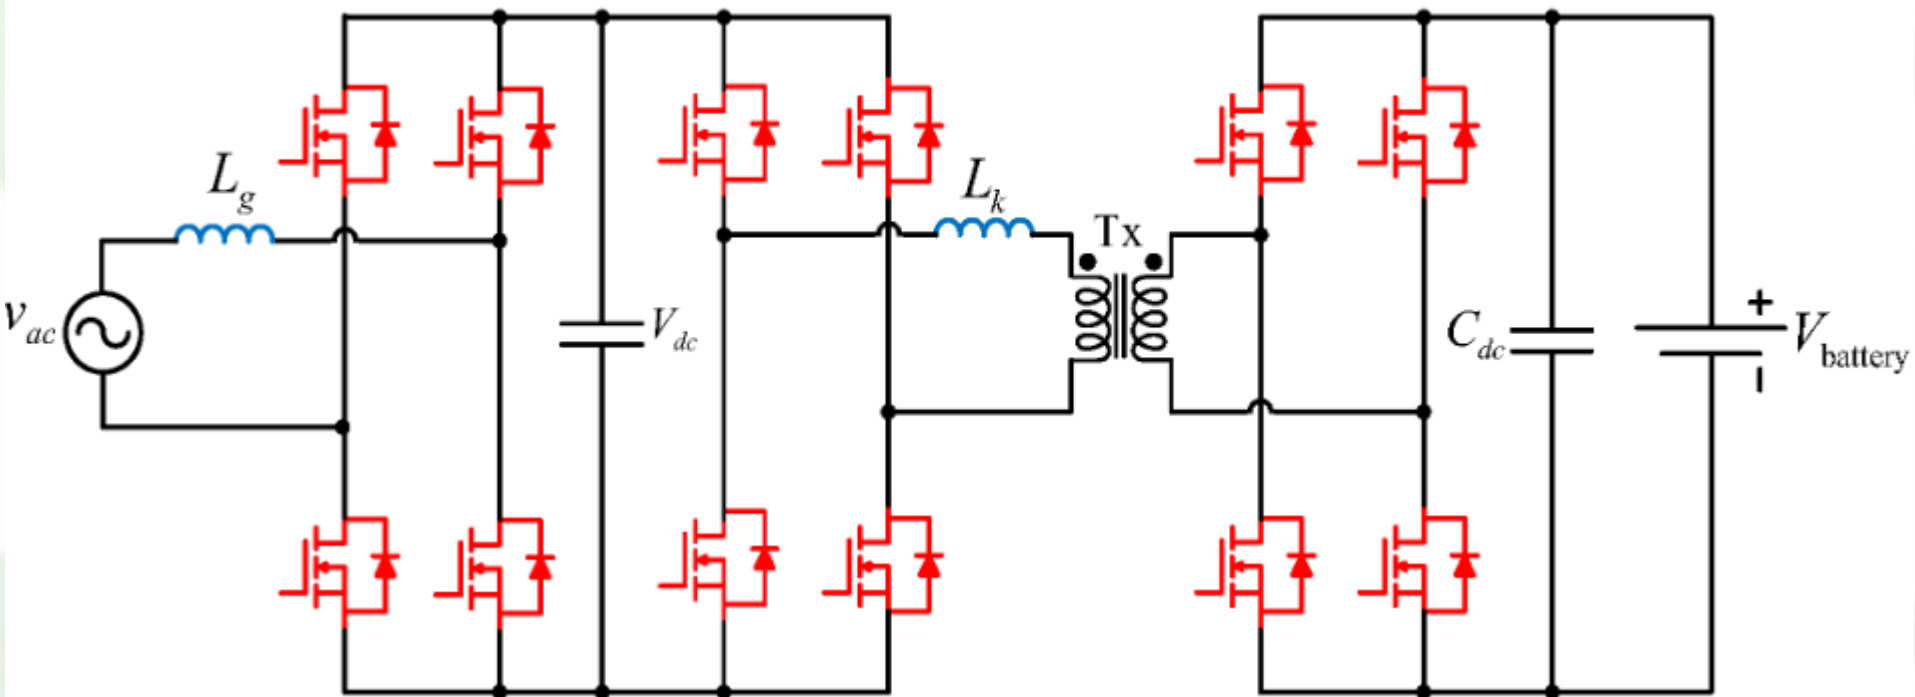 L_g
L_k
Tx
v_ac
V_dc
C_dc
+
V_battery
-